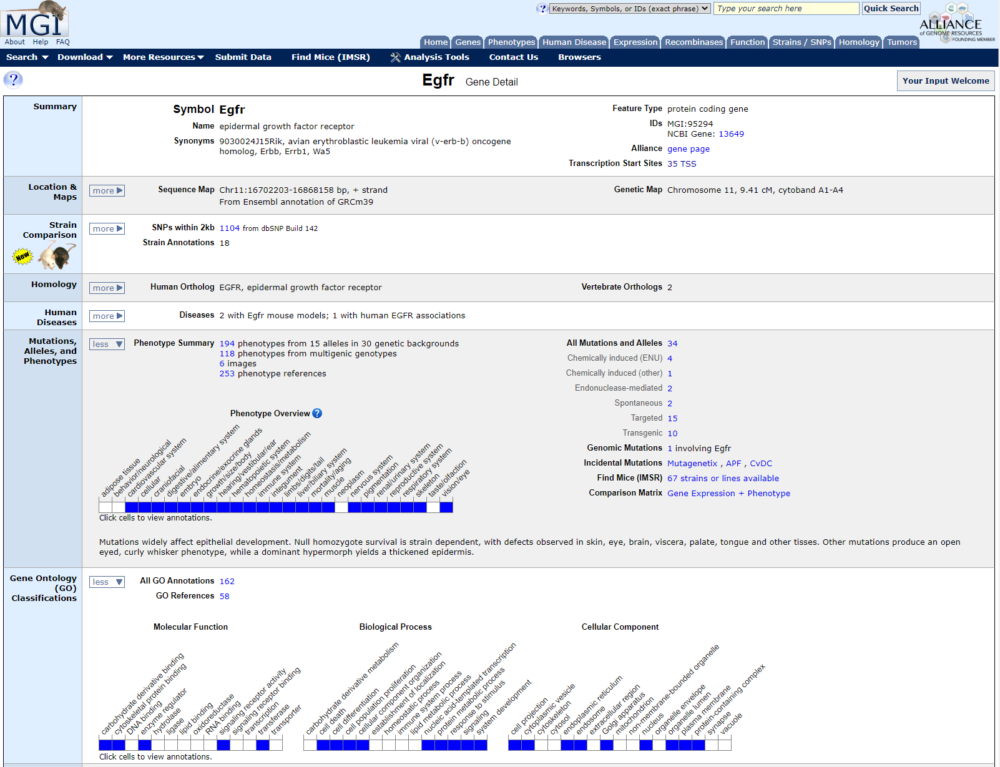 MGI
About Help FAQ
? Keywords, Symbols, or IDs (exact phrase) Type your search here Quick Search
ALLIANCE
of GENOME RESOURCES
FOUNDING MEMBER
Home Genes Phenotypes Human Disease Expression Recombinases Function Strains / SNPs Homology Tumors
Search Download More Resources Submit Data Find Mice (IMSR) Analysis Tools Contact Us Browsers
? Egfr Gene Detail Your Input Welcome
Summary
Symbol Egfr
Name epidermal growth factor receptor
Synonyms 9030024J15Rik, avian erythroblastic leukemia viral (v-erb-b) oncogene
homolog, Erbb, Errb1, Wa5
Feature Type protein coding gene
IDs MGI:95294
NCBI Gene: 13649
Alliance gene page
Transcription Start Sites 35 TSS
Location &
Maps
more
Sequence Map Chr11:16702203-16868158 bp, + strand
From Ensembl annotation of GRCm39
Genetic Map Chromosome 11, 9.41 cM, cytoband A1-A4
Strain
Comparison
New
more
SNPs within 2kb 1104 from dbSNP Build 142
Strain Annotations 18
Homology
more
Human Ortholog EGFR, epidermal growth factor receptor
Vertebrate Orthologs 2
Human
Diseases
more
Diseases 2 with Egfr mouse models; 1 with human EGFR associations
Mutations,
Alleles, and
Phenotypes
less
Phenotype Summary 194 phenotypes from 15 alleles in 30 genetic backgrounds
118 phenotypes from multigenic genotypes
6 images
253 phenotype references
All Mutations and Alleles 34
Chemically induced (ENU) 4
Chemically induced (other) 1
Endonuclease-mediated 2
Spontaneous 2
Targeted 15
Transgenic 10
Genomic Mutations 1 involving Egfr
Incidental Mutations Mutagenetix , APF , CvDC
Find Mice (IMSR) 67 strains or lines available
Comparison Matrix Gene Expression + Phenotype
Phenotype Overview ?
adipose tissue
behavior/neurological
cardiovascular system
cellular
craniofacial
digestive/alimentary system
embryo
endocrine/exocrine glands
growth/size/body
hearing/vestibular/ear
hematopoietic system
homeostasis/metabolism
immune system
integument
limbs/digits/tail
liver/biliary system
mortality/aging
muscle
neoplasm
nervous system
pigmentation
renal/urinary system
reproductive system
respiratory system
skeleton
taste/olfaction
vision/eye
Click cells to view annotations.
Mutations widely affect epithelial development. Null homozygote survival is strain dependent, with defects observed in skin, eye, brain, viscera, palate, tongue and other tisses. Other mutations produce an open
eyed, curly whisker phenotype, while a dominant hypermorph yields a thickened epidermis.
Gene Ontology
(GO)
Classifications
less
All GO Annotations 162
GO References 58
Molecular Function
carbohydrate derivative binding
cytoskeletal protein binding
DNA binding
enzyme regulator
hydrolase
ligase
lipid binding
oxidoreductase
RNA binding
signaling receptor activity
signaling receptor binding
transcription
transferase
transporter
Biological Process
carbohydrate derivative metabolism
cell death
cell differentiation
cell population proliferation
cellular component organization
establishment of localization
homeostatic process
immune system process
lipid metabolic process
nucleic acid-templated transcription
protein metabolic process
response to stimulus
signaling
system development
Cellular Component
cell projection
cytoplasmic vesicle
cytoskeleton
cytosol
endoplasmic reticulum
endosome
extracellular region
Golgi apparatus
mitochondrion
non-membrane-bounded organelle
nucleus
organelle envelope
organelle lumen
plasma membrane
protein-containing complex
synapse
vacuole
Click cells to view annotations.